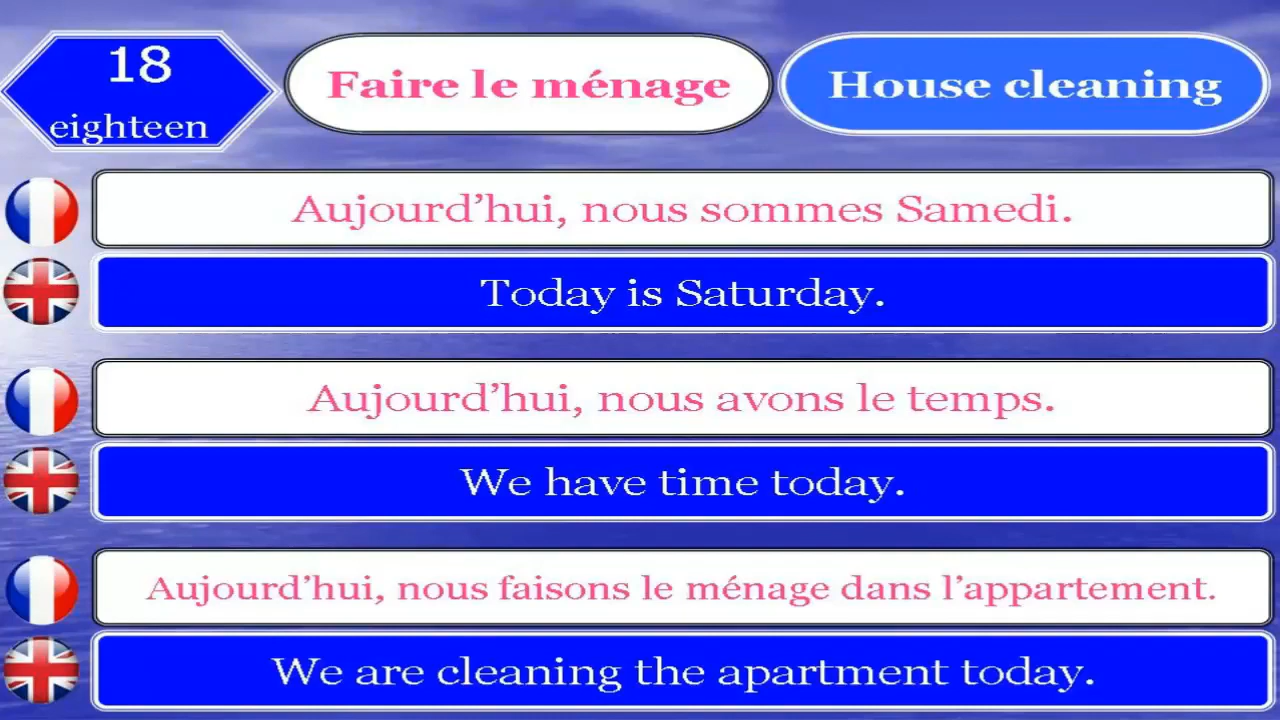 18
eighteen
Faire le ménage
House cleaning
Aujourd’hui, nous sommes Samedi.
Today is Saturday.
Aujourd’hui, nous avons le temps.
We have time today.
Aujourd’hui, nous faisons le ménage dans l’appartement.
We are cleaning the apartment today.